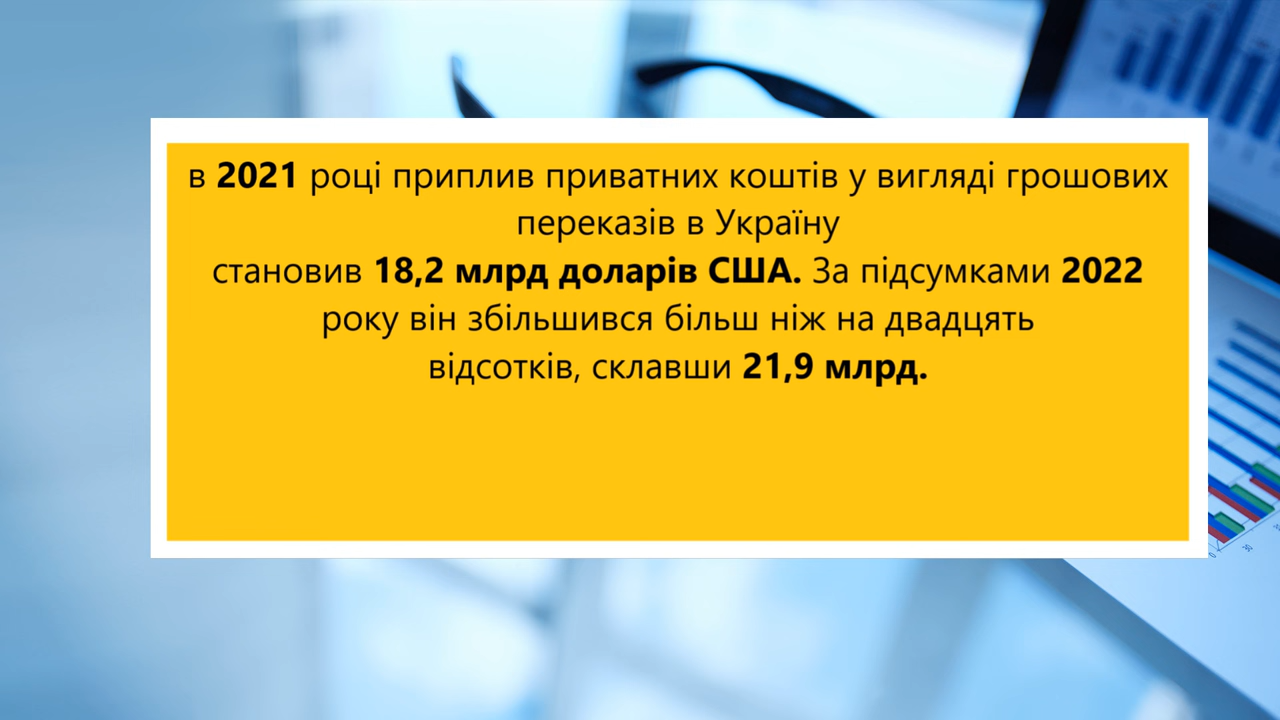 в 2021 році приплив приватних коштів у вигляді грошових
переказів в Україну
становив 18,2 млрд доларів США. За підсумками 2022
року він збільшився більш ніж на двадцять
відсотків, склавши 21,9 млрд.